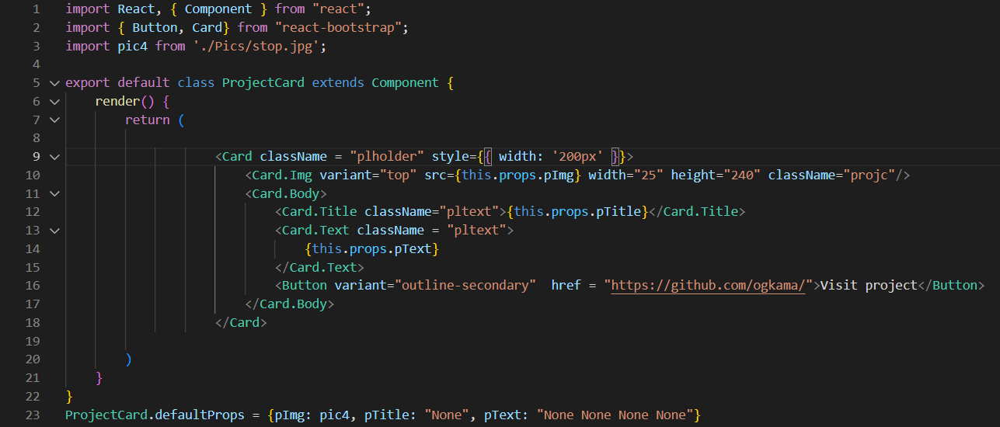 1 import React, { Component } from "react";
2 import { Button, Card} from "react-bootstrap";
3 import pic4 from './Pics/stop.jpg';
4
5 export default class ProjectCard extends Component {
6 render() {
7 return (
8
9 <Card className = "plholder" style={{ width: '200px' }}>
10 <Card.Img variant="top" src={this.props.pImg} width="25" height="240" className="projc"/>
11 <Card.Body>
12 <Card.Title className="pltext">{this.props.pTitle}</Card.Title>
13 <Card.Text className = "pltext">
14 {this.props.pText}
15 </Card.Text>
16 <Button variant="outline-secondary"  href = "https://github.com/ogkama/">Visit project</Button>
17 </Card.Body>
18 </Card>
19
20 )
21 }
22 }
23 ProjectCard.defaultProps = {pImg: pic4, pTitle: "None", pText: "None None None None"}